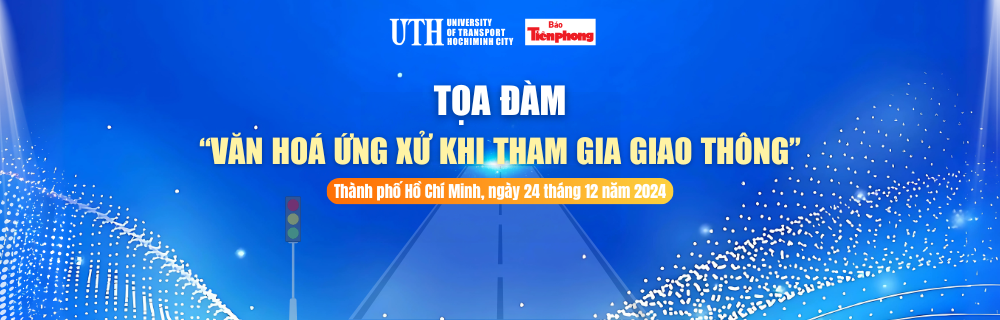 UTH
UNIVERSITY
OF TRANSPORT
HOCHIMINH CITY
Báo
Tiền phong
TỌA ĐÀM
“VĂN HOÁ ỨNG XỬ KHI THAM GIA GIAO THÔNG”
Thành phố Hồ Chí Minh, ngày 24 tháng 12 năm 2024